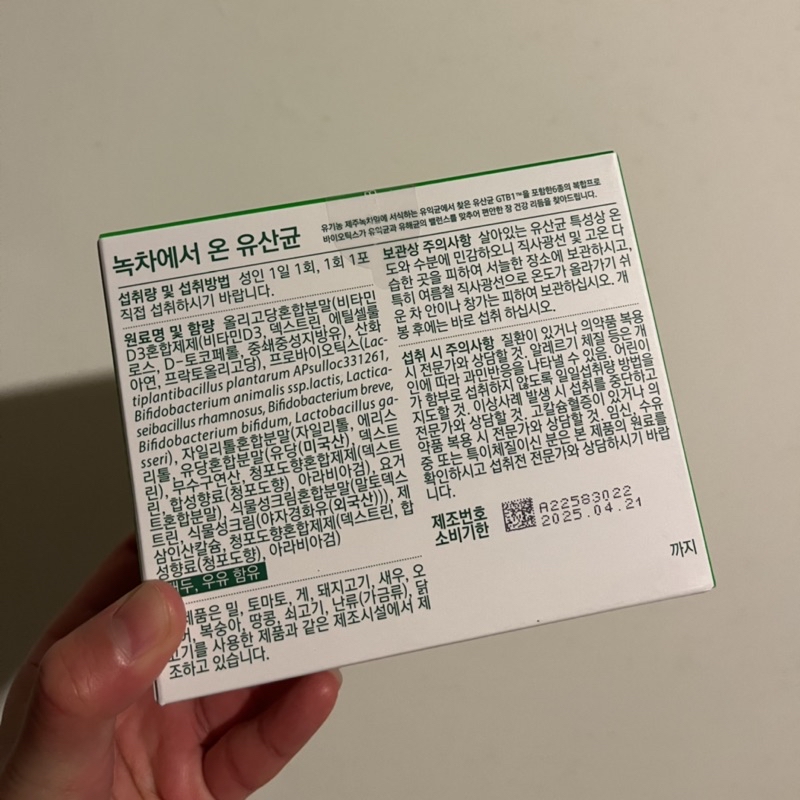 유기농 제주녹차잎에 서식하는 유익균에서 찾은 유산균 GTB1™을 포함한 6종의 복합프로
바이오틱스가 유익균과 유해균의 밸런스를 맞추어 편안한 장 건강 리듬을 찾아드립니다.
녹차에서 온 유산균
섭취량 및 섭취방법 성인 1일 1회, 1회 1포
직접 섭취하시기 바랍니다.
원료명 및 함량 올리고당혼합분말(비타민
D3혼합제제(비타민D3, 덱스트린, 에틸셀룰
로스, D-토코페롤, 중쇄중성지방유), 산화
아연, 프락토올리고당), 프로바이오틱스(Lac-
tiplantibacillus plantarum APsulloc331261,
Bifidobacterium animalis ssp.lactis, Lactica-
seibacillus rhamnosus, Bifidobacterium breve,
Bifidobacterium bifidum, Lactobacillus ga-
sseri), 자일리톨혼합분말(자일리톨, 에리스
리톨, 유당혼합분말(유당(미국산), 덱스트
린), 무수구연산, 청포도향혼합제제(덱스트
린, 합성향료(청포도향), 아라비아검), 요거
트혼합분말), 식물성크림혼합분말(말토덱스
트린, 식물성크림(야자경화유(외국산))), 제
삼인산칼슘, 청포도향혼합제제(덱스트린, 합
성향료(청포도향), 아라비아검)
대두, 우유 함유
제품은 밀, 토마토, 게, 돼지고기, 새우, 오
복숭아, 땅콩, 쇠고기, 난류(가금류), 닭
고기를 사용한 제품과 같은 제조시설에서 제
조하고 있습니다.
보관상 주의사항 살아있는 유산균 특성상 온
도와 수분에 민감하오니 직사광선 및 고온 다
습한 곳을 피하여 서늘한 장소에 보관하시고,
특히 여름철 직사광선으로 온도가 올라가기 쉬
운 차 안이나 창가는 피하여 보관하십시오. 개
봉 후에는 바로 섭취 하십시오.
섭취 시 주의사항 질환이 있거나 의약품 복용
시 전문가와 상담할 것, 알레르기 체질 등은 개
인에 따라 과민반응을 나타낼 수 있음, 어린이
가 함부로 섭취하지 않도록 일일섭취량 방법을
지도할 것, 이상사례 발생 시 섭취를 중단하고
전문가와 상담할 것, 고칼슘혈증이 있거나 의
약품 복용 시 전문가와 상담할 것, 임신, 수유
중 또는 특이체질이신 분은 본 제품의 원료를
확인하시고 섭취전 전문가와 상담하시기 바랍
니다.
제조번호 A22583022
소비기한 2025.04.21
까지